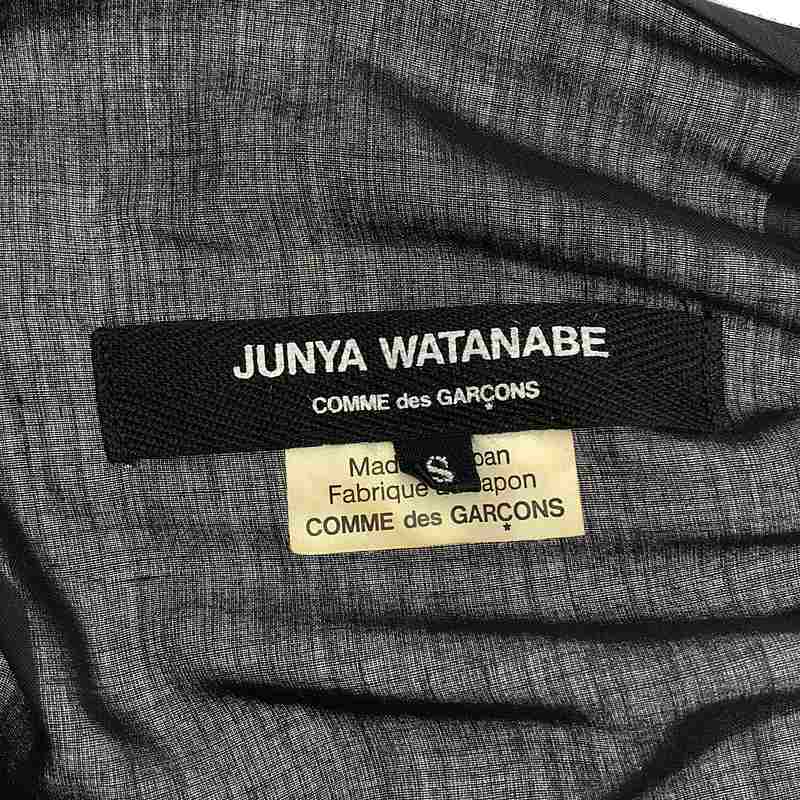 JUNYA WATANABE
COMME des GARÇONS
S
Made
Fabrique
COMME des GARÇONS